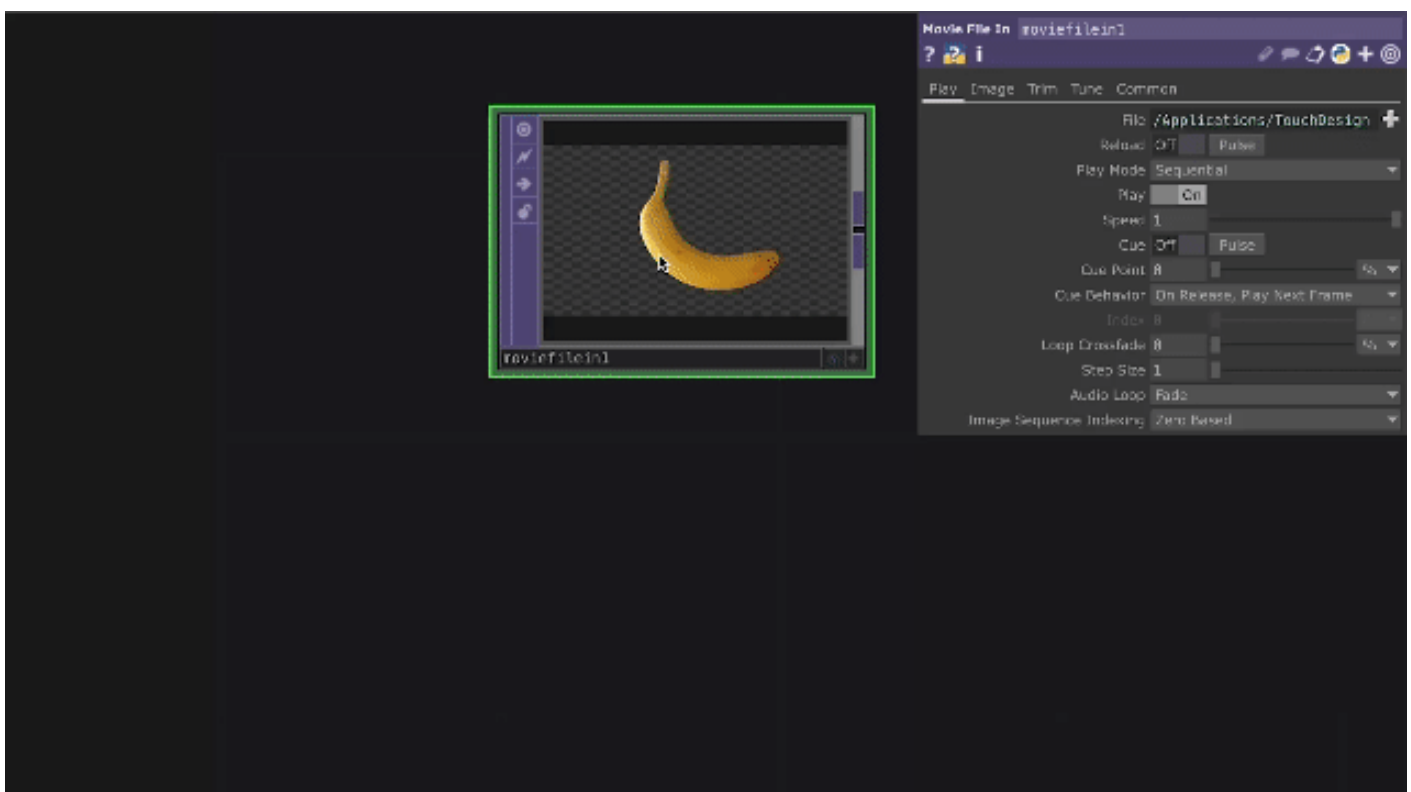 Movie File In moviefilein1
? ? i
Play Image Trim Tune Common
File /Applications/TouchDesign
Reload Off Pulse
Play Mode Sequential
Play On
Speed 1
Cue Off Pulse
Cue Point 0 %
Cue Behavior On Release, Play Next Frame
Index 0
Loop Crossfade 0 %
Step Size 1
Audio Loop Fade
Image Sequence Indexing Zero Based
moviefilein1